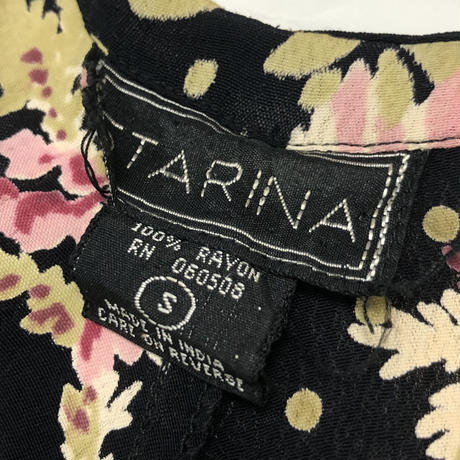 TARINA
100% RAYON
RN 060508
S
MADE IN INDIA
CARE ON REVERSE